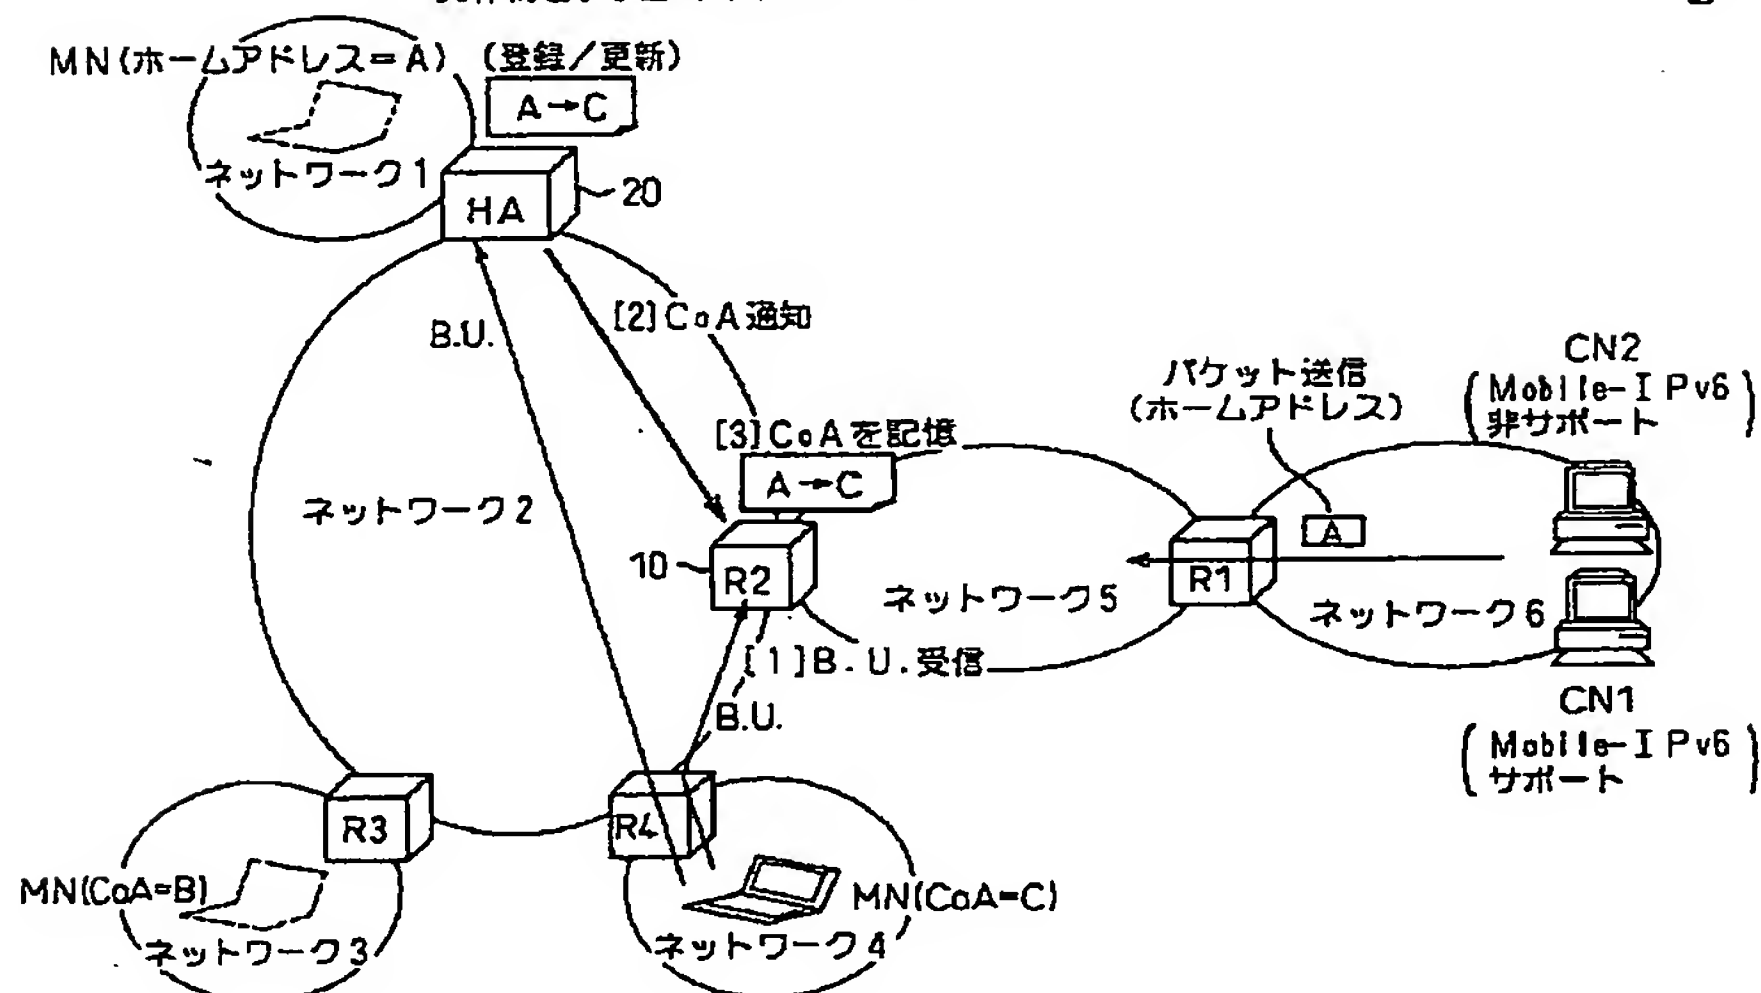 MN(ホームアドレス=A)
(登録/更新)
A→C
ネットワーク1
HA
20
[2]CoA通知
B.U.
CN2
(Mobile-IPv6
非サポート)
パケット送信
(ホームアドレス)
[3]CoAを記憶
A→C
ネットワーク2
A
10
R2
R1
ネットワーク5
ネットワーク6
[1]B.U.受信
B.U.
CN1
(Mobile-IPv6
サポート)
R3
R4
MN(CoA=B)
MN(CoA=C)
ネットワーク3
ネットワーク4